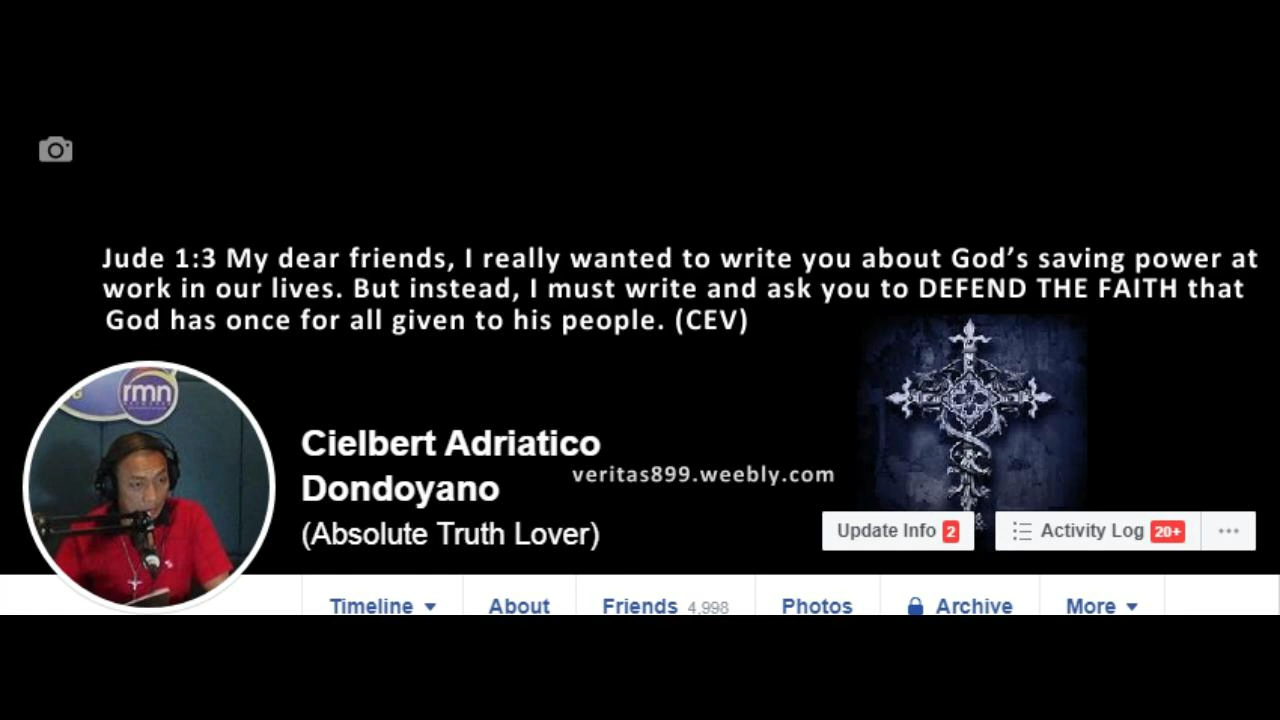 Jude 1:3 My dear friends, I really wanted to write you about God’s saving power at
work in our lives. But instead, I must write and ask you to DEFEND THE FAITH that
God has once for all given to his people. (CEV)
rmn
Cielbert Adriatico
Dondoyano
veritas899.weebly.com
(Absolute Truth Lover)
Update Info 2
Activity Log 20+
Timeline
About
Friends 4,998
Photos
Archive
More